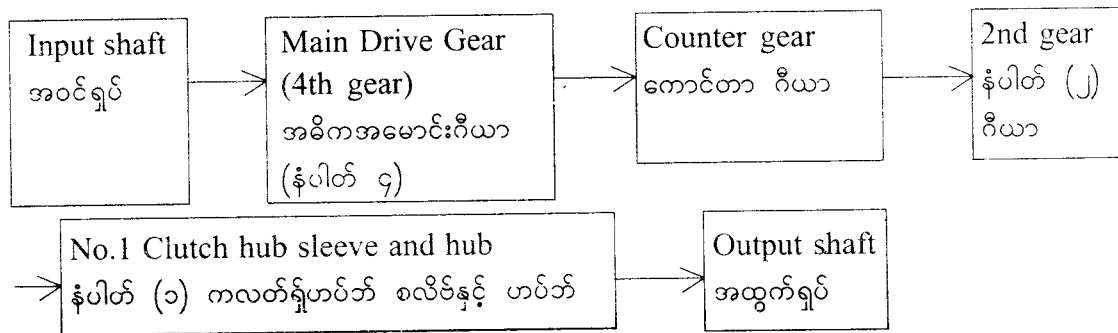 Input shaft
အဝင်ရှပ်
Main Drive Gear
(4th gear)
အဓိကအမောင်းဂီယာ
(နံပါတ် ၄)
Counter gear
ကောင်တာ ဂီယာ
2nd gear
နံပါတ် (၂)
ဂီယာ
No.1 Clutch hub sleeve and hub
နံပါတ် (၁) ကလတ်ရှ်ဟပ်ဘ် စလိဗ်နှင့် ဟပ်ဘ်
Output shaft
အထွက်ရှပ်